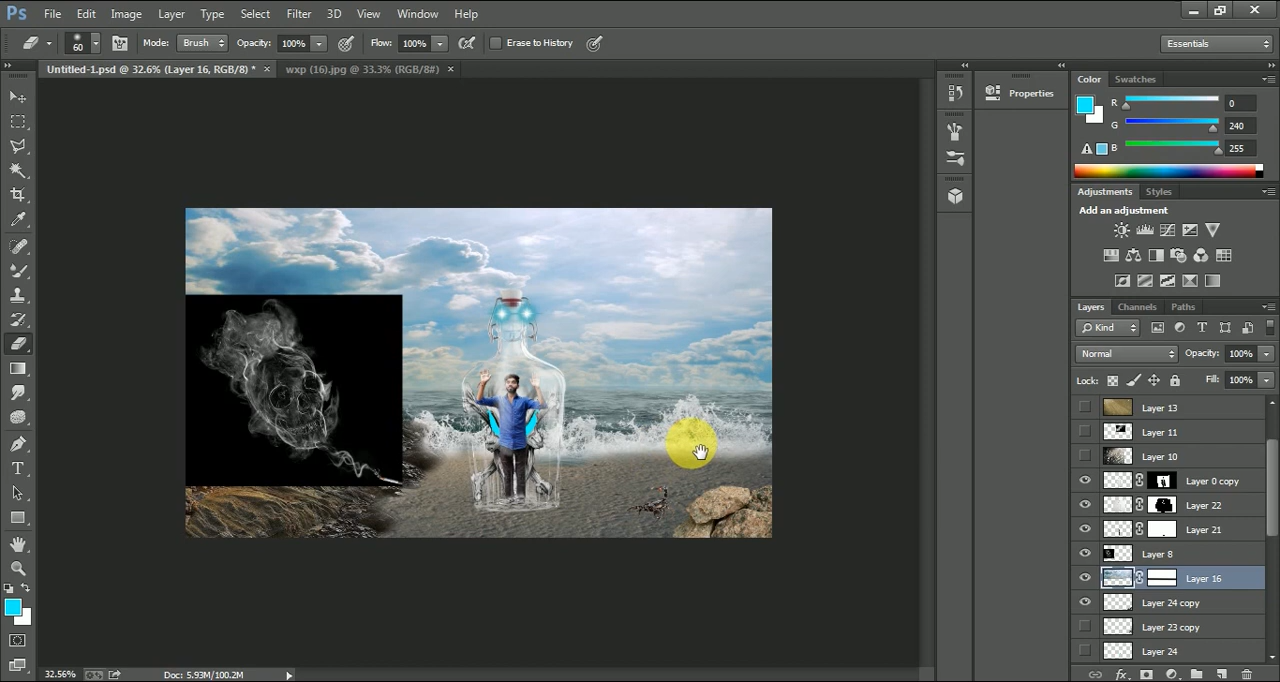 Ps File Edit Image Layer Type Select Filter 3D View Window Help
60 Mode: Brush Opacity: 100% Flow: 100% Erase to History Essentials
Untitled-1.psd @ 32.6% (Layer 16, RGB/8) * × wxp (16).jpg @ 33.3% (RGB/8#) ×
Properties
Color Swatches
R 0
G 240
B 255
Adjustments Styles
Add an adjustment
Layers Channels Paths
Kind
Normal Opacity: 100%
Lock: Fill: 100%
Layer 13
Layer 11
Layer 10
Layer 0 copy
Layer 22
Layer 21
Layer 8
Layer 16
Layer 24 copy
Layer 23 copy
Layer 24
32.56% Doc: 5.93M/100.2M